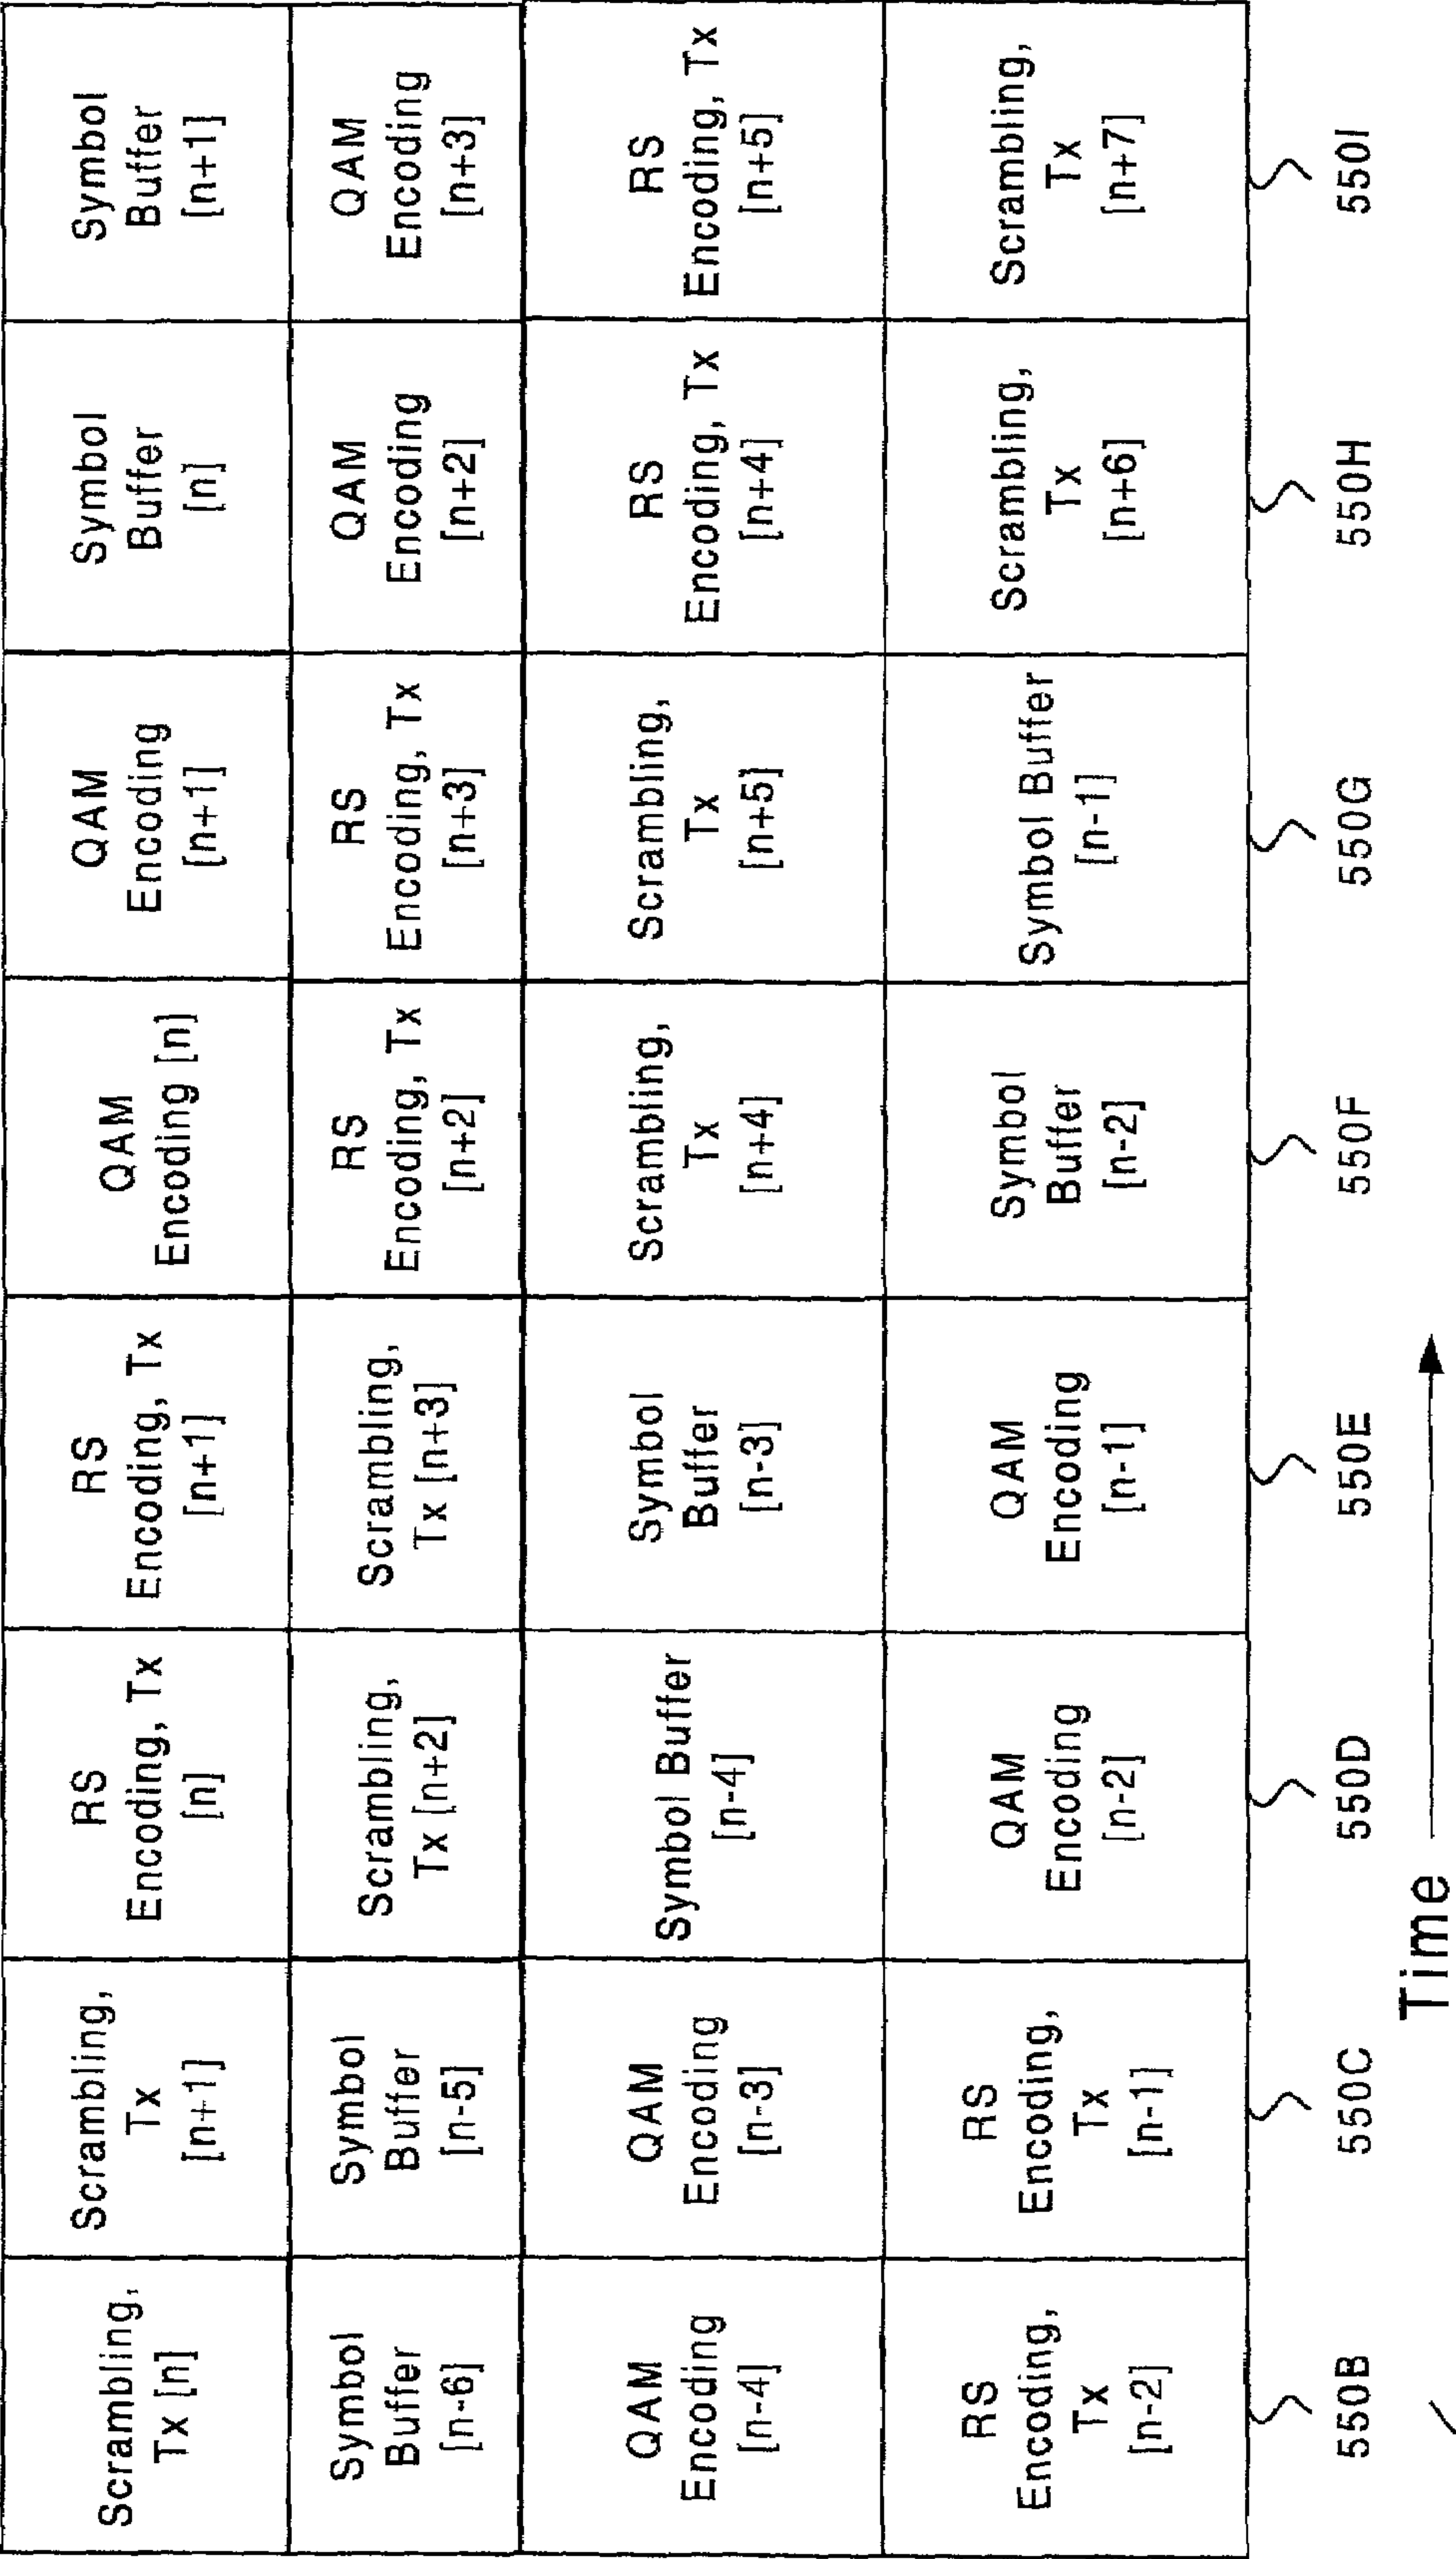 Scrambling,
Tx [n]
Scrambling,
Tx
[n+1]
RS
Encoding, Tx
[n]
RS
Encoding, Tx
[n+1]
QAM
Encoding [n]
QAM
Encoding
[n+1]
Symbol
Buffer
[n]
Symbol
Buffer
[n+1]
Symbol
Buffer
[n-6]
Symbol
Buffer
[n-5]
Scrambling,
Tx [n+2]
Scrambling,
Tx [n+3]
RS
Encoding, Tx
[n+2]
RS
Encoding, Tx
[n+3]
QAM
Encoding
[n+2]
QAM
Encoding
[n+3]
QAM
Encoding
[n-4]
QAM
Encoding
[n-3]
Symbol Buffer
[n-4]
Symbol
Buffer
[n-3]
Scrambling,
Tx
[n+4]
Scrambling,
Tx
[n+5]
RS
Encoding, Tx
[n+4]
RS
Encoding, Tx
[n+5]
RS
Encoding,
Tx
[n-2]
RS
Encoding,
Tx
[n-1]
QAM
Encoding
[n-2]
QAM
Encoding
[n-1]
Symbol
Buffer
[n-2]
Symbol Buffer
[n-1]
Scrambling,
Tx
[n+6]
Scrambling,
Tx
[n+7]
550B
550C
550D
550E
550F
550G
550H
550I
Time